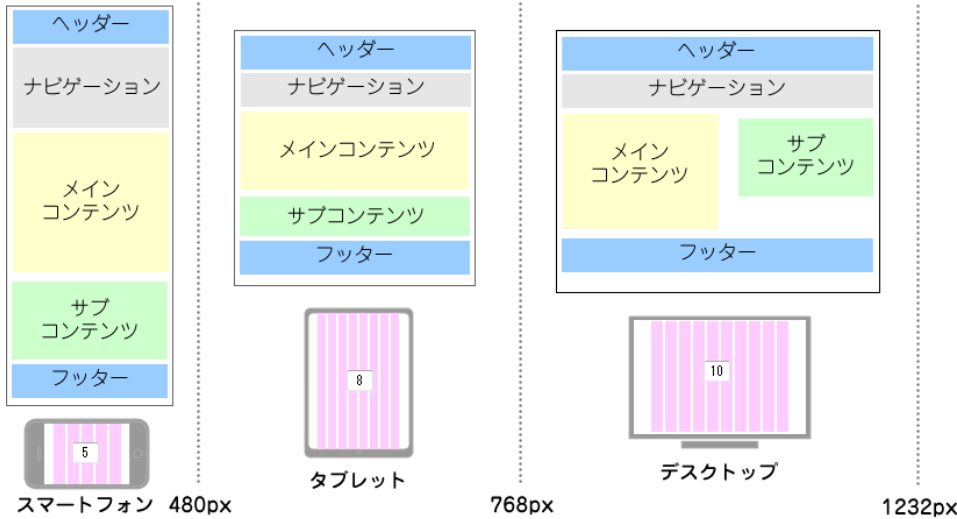 ヘッダー
ナビゲーション
メイン
コンテンツ
サブ
コンテンツ
フッター
5
スマートフォン
480px
ヘッダー
ナビゲーション
メインコンテンツ
サブコンテンツ
フッター
8
タブレット
768px
ヘッダー
ナビゲーション
メイン
コンテンツ
サブ
コンテンツ
フッター
10
デスクトップ
1232px